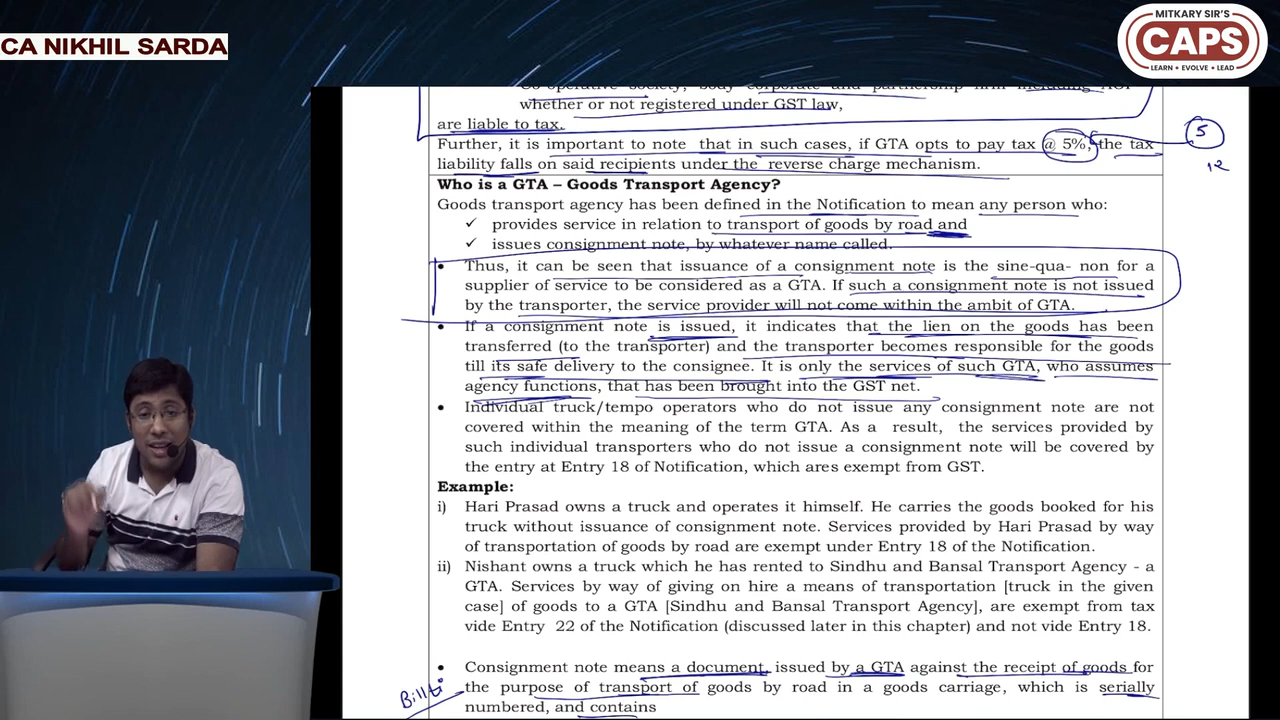 CA NIKHIL SARDA
MITKARY SIR'S
CAPS
LEARN • EVOLVE • LEAD
whether or not registered under GST law,
are liable to tax.
Further, it is important to note that in such cases, if GTA opts to pay tax @ 5%, the tax
liability falls on said recipients under the reverse charge mechanism.
5
12
Who is a GTA – Goods Transport Agency?
Goods transport agency has been defined in the Notification to mean any person who:
✓ provides service in relation to transport of goods by road and
✓ issues consignment note, by whatever name called.
• Thus, it can be seen that issuance of a consignment note is the sine-qua- non for a
supplier of service to be considered as a GTA. If such a consignment note is not issued
by the transporter, the service provider will not come within the ambit of GTA.
• If a consignment note is issued, it indicates that the lien on the goods has been
transferred (to the transporter) and the transporter becomes responsible for the goods
till its safe delivery to the consignee. It is only the services of such GTA, who assumes
agency functions, that has been brought into the GST net.
• Individual truck/tempo operators who do not issue any consignment note are not
covered within the meaning of the term GTA. As a result, the services provided by
such individual transporters who do not issue a consignment note will be covered by
the entry at Entry 18 of Notification, which ares exempt from GST.
Example:
i) Hari Prasad owns a truck and operates it himself. He carries the goods booked for his
truck without issuance of consignment note. Services provided by Hari Prasad by way
of transportation of goods by road are exempt under Entry 18 of the Notification.
ii) Nishant owns a truck which he has rented to Sindhu and Bansal Transport Agency - a
GTA. Services by way of giving on hire a means of transportation [truck in the given
case] of goods to a GTA [Sindhu and Bansal Transport Agency], are exempt from tax
vide Entry 22 of the Notification (discussed later in this chapter) and not vide Entry 18.
• Consignment note means a document, issued by a GTA against the receipt of goods for
the purpose of transport of goods by road in a goods carriage, which is serially
numbered, and contains